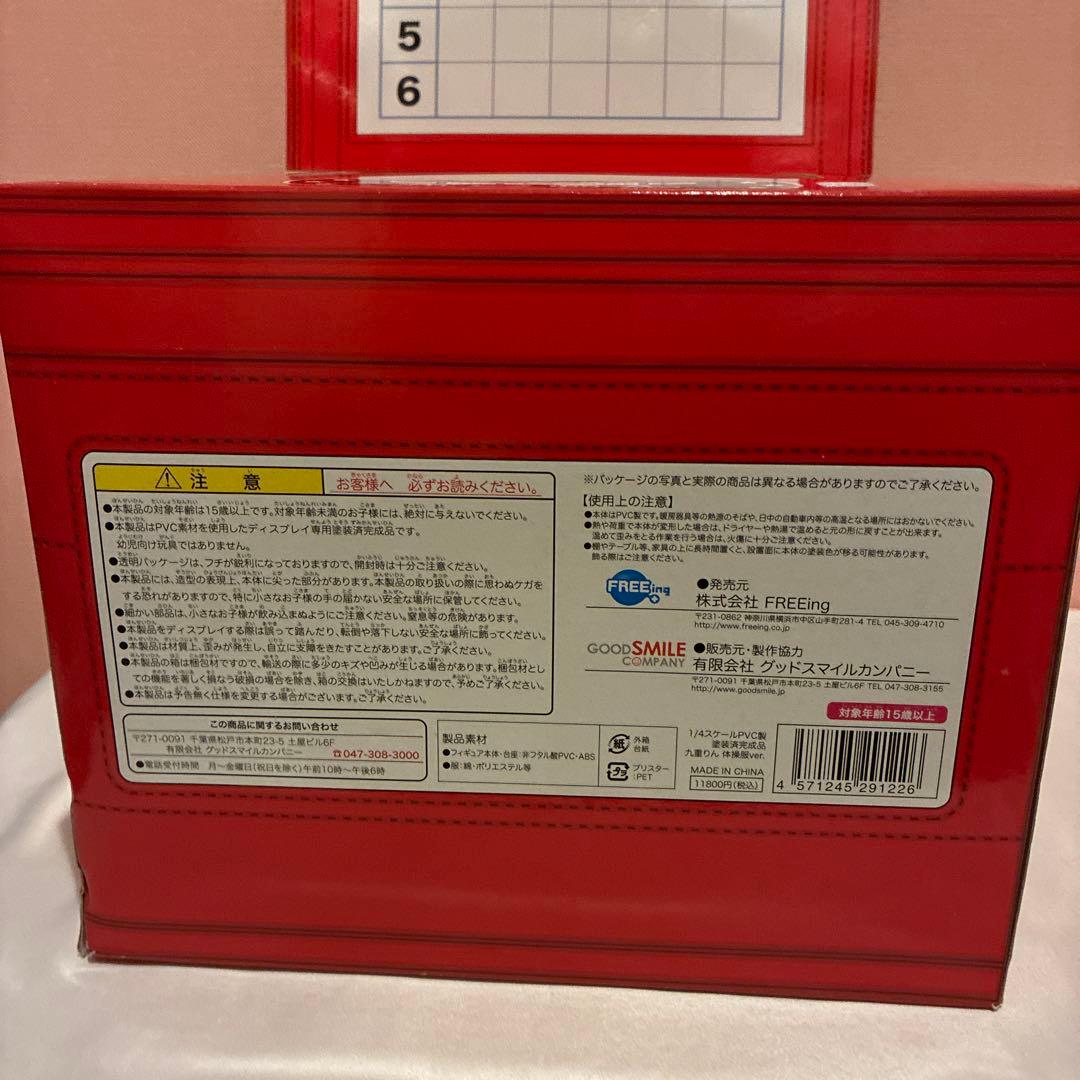 5
6
注意
お客様へ 必ずお読みください。
●本製品の対象年齢は15歳以上です。対象年齢未満のお子様には、絶対に与えないでください。
●本製品はPVC素材を使用したディスプレイ専用塗装済完成品です。
幼児向け玩具ではありません。
●透明パッケージは、フチが鋭利になっておりますので、開封時は十分ご注意ください。
●本製品には、造型の表現上、本体に尖った部分があります。本製品の取り扱いの際に思わぬケガを
する恐れがありますので、特に小さなお子様の手の届かない安全な場所に保管してください。
●細かい部品は、小さなお子様が飲み込まぬようにご注意ください。窒息等の危険があります。
●本製品をディスプレイする際は誤って踏んだり、転倒や落下しない安全な場所に飾ってください。
●本製品は材質上、歪みが発生し、自立に支障をきたすことがあります。ご了承ください。
●本製品の箱は梱包材ですので、輸送の際に多少のキズや凹みが生じる場合があります。梱包材とし
ての機能を著しく損なう破損の場合を除き、箱の交換はいたしかねますので、予めご了承ください。
●本製品は予告無く仕様を変更する場合がございます。ご了承ください。
この商品に関するお問い合わせ
〒271-0091 千葉県松戸市本町23-5 土屋ビル6F
有限会社 グッドスマイルカンパニー ☎047-308-3000
●電話受付時間 月〜金曜日(祝日を除く)午前10時〜午後6時
製品素材
●フィギュア本体・台座:非フタル酸PVC・ABS
●服:綿・ポリエステル等
紙
外箱
台紙
プラ
ブリスター
:PET
※パッケージの写真と実際の商品は異なる場合がありますのでご了承ください。
【使用上の注意】
●本体はPVC製です。暖房器具等の熱源のそばや、日中の自動車内等の高温となる場所にはおかないでください。
●熱や荷重で本体が変形した場合は、ドライヤーや熱湯で温めると元の形に戻すことが出来ます。
温めて歪みをとる作業を行う場合は、火傷に十分ご注意ください。
●棚やテーブル等、家具の上に長時間置くと、設置面に本体の塗装色が移る可能性があります。
飾る際はご注意ください。
FREEing
●発売元
株式会社 FREEing
〒231-0862 神奈川県横浜市中区山手町281-4 TEL 045-309-4710
http://www.freeing.co.jp
GOODSMILE
COMPANY
●販売元・製作協力
有限会社 グッドスマイルカンパニー
〒271-0091 千葉県松戸市本町23-5 土屋ビル6F TEL 047-308-3155
http://www.goodsmile.jp
対象年齢15歳以上
1/4スケールPVC製
塗装済完成品
九重りん 体操服ver.
MADE IN CHINA
11800円(税込)
4 571245 291226